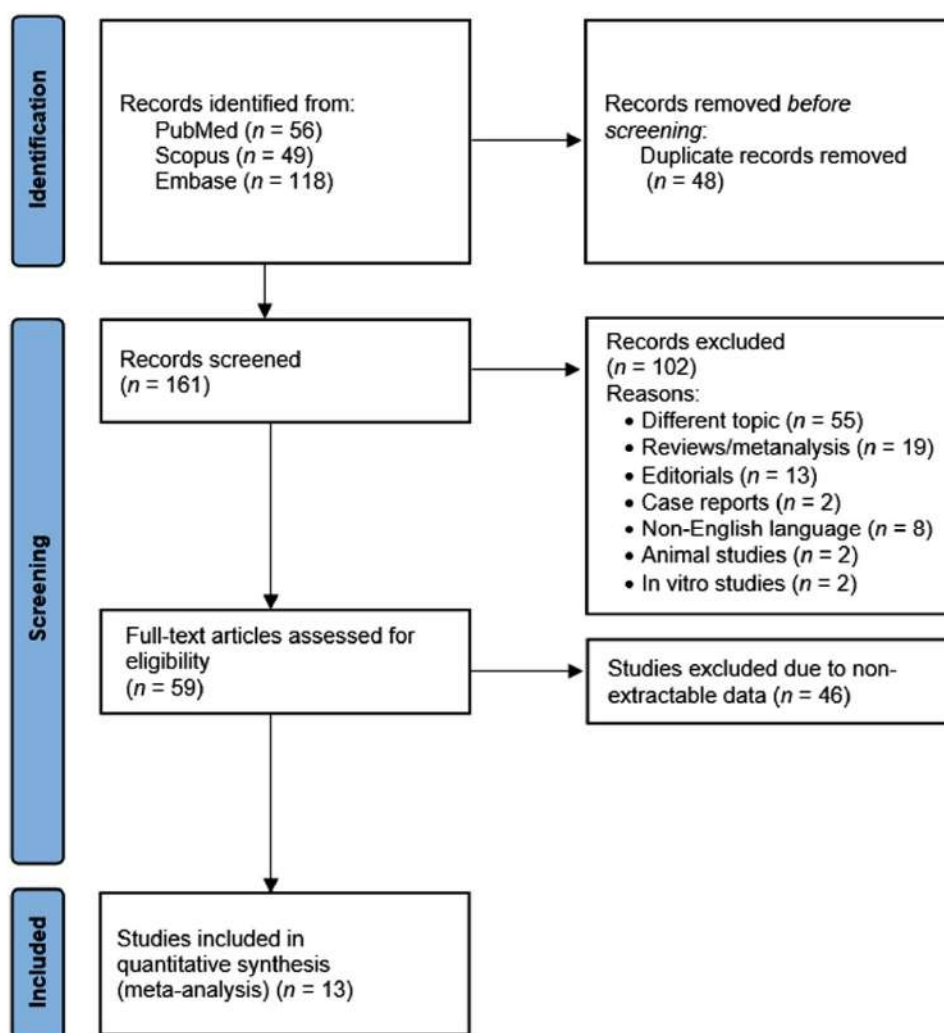 Identification
Records identified from:
PubMed (n = 56)
Scopus (n = 49)
Embase (n = 118)
Records removed before
screening:
Duplicate records removed
(n = 48)
Screening
Records screened
(n = 161)
Records excluded
(n = 102)
Reasons:
• Different topic (n = 55)
• Reviews/metanalysis (n = 19)
• Editorials (n = 13)
• Case reports (n = 2)
• Non-English language (n = 8)
• Animal studies (n = 2)
• In vitro studies (n = 2)
Full-text articles assessed for
eligibility
(n = 59)
Studies excluded due to non-
extractable data (n = 46)
Included
Studies included in
quantitative synthesis
(meta-analysis) (n = 13)